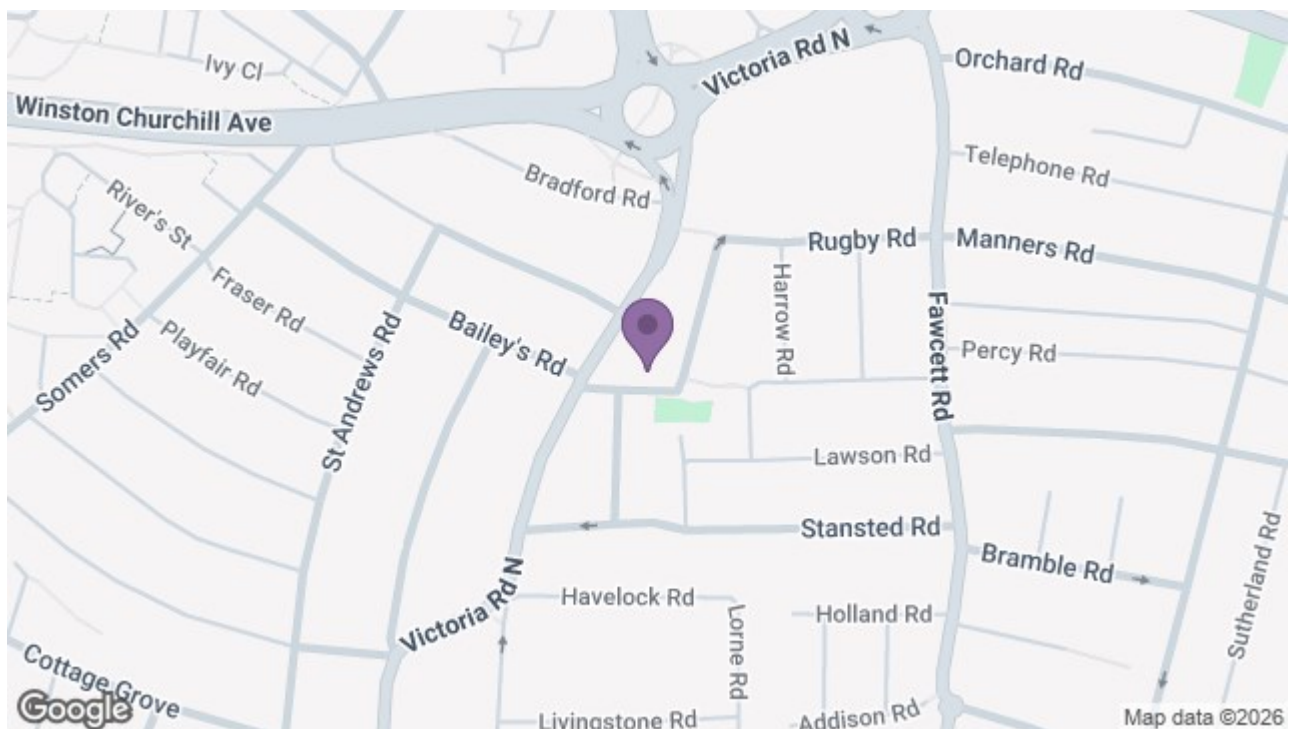 Ivy Cl
Victoria Rd N
Orchard Rd
Winston Churchill Ave
Telephone Rd
Bradford Rd
River's St
Rugby Rd
Manners Rd
Fraser Rd
Harrow Rd
Bailey's Rd
Fawcett Rd
Percy Rd
Playfair Rd
Somers Rd
St Andrews Rd
Lawson Rd
Stansted Rd
Bramble Rd
Sutherland Rd
Victoria Rd N
Havelock Rd
Lorne Rd
Holland Rd
Cottage Grove
Livingstone Rd
Addison Rd
Google
Map data ©2026